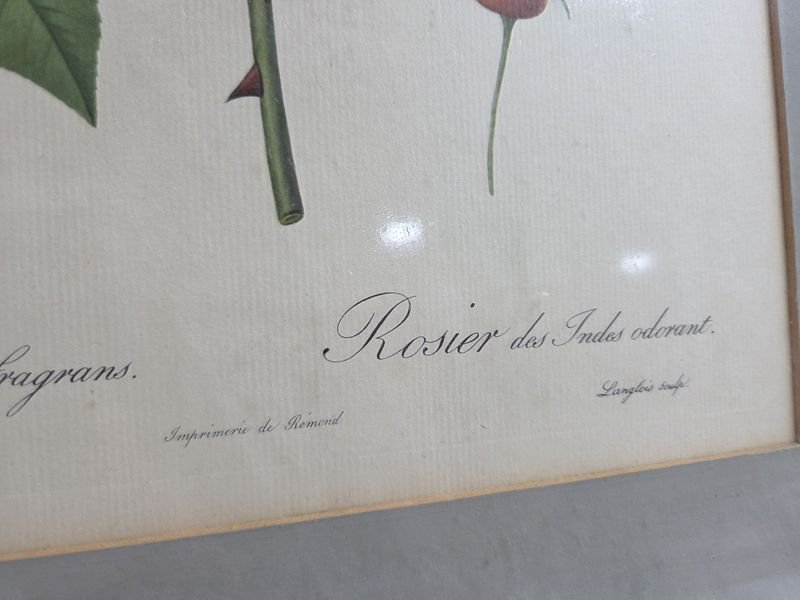 fragrans.
Rosier des Indes odorant.
Imprimerie de Rémond
Langlois sculp.